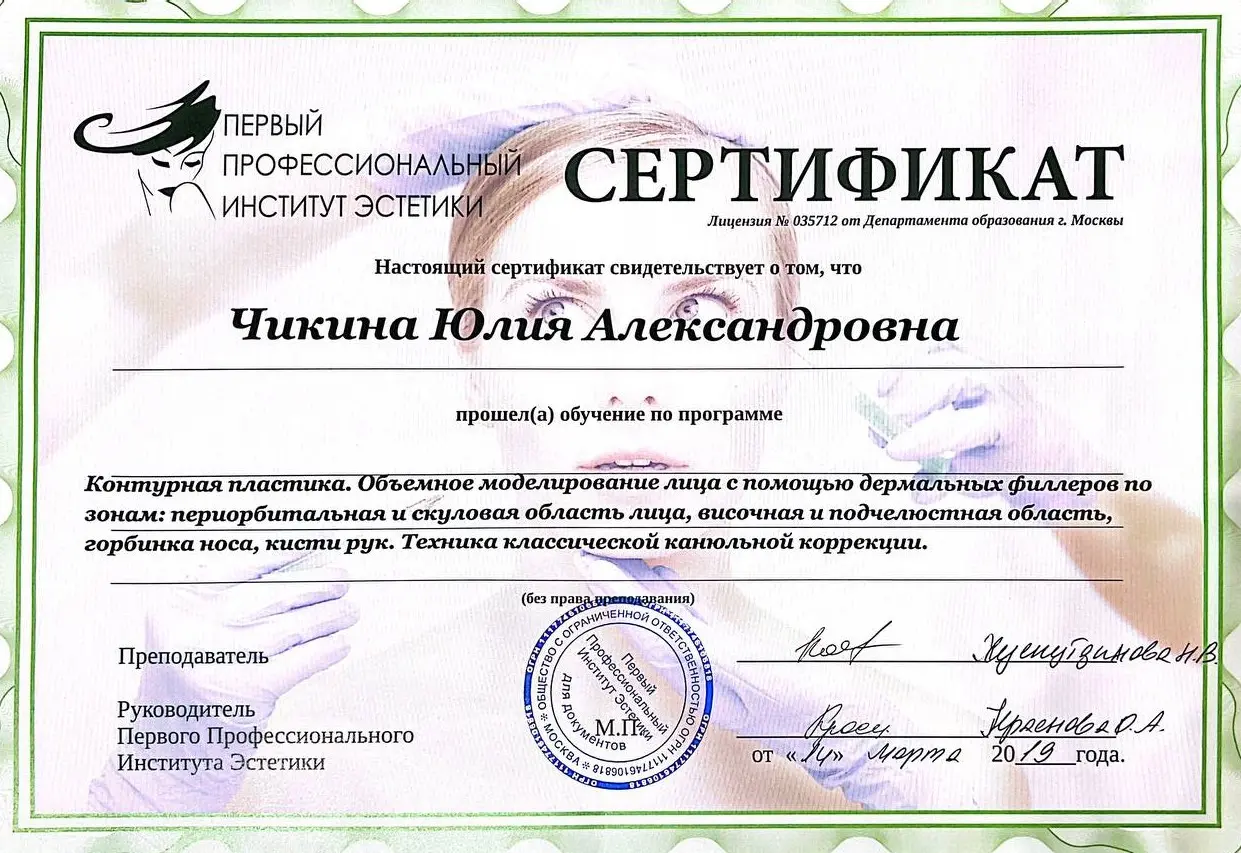 ПЕРВЫЙ
ПРОФЕССИОНАЛЬНЫЙ
ИНСТИТУТ ЭСТЕТИКИ
СЕРТИФИКАТ
Лицензия № 035712 от Департамента образования г. Москвы
Настоящий сертификат свидетельствует о том, что
Чикина Юлия Александровна
прошел(а) обучение по программе
Контурная пластика. Объемное моделирование лица с помощью дермальных филлеров по
зонам: периорбитальная и скуловая область лица, височная и подчелюстная область,
горбинка носа, кисти рук. Техника классической канюльной коррекции.
(без права преподавания)
Преподаватель
Хуснутдинова Н.В.
Руководитель
Первого Профессионального
Института Эстетики
О.А.
от «14» марта 2019 года.
ОБЩЕСТВО С ОГРАНИЧЕННОЙ ОТВЕТСТВЕННОСТЬЮ ОГРН 1117746106818
МОСКВА
Первый
Профессиональный
Институт Эстетики
для документов
М.П.